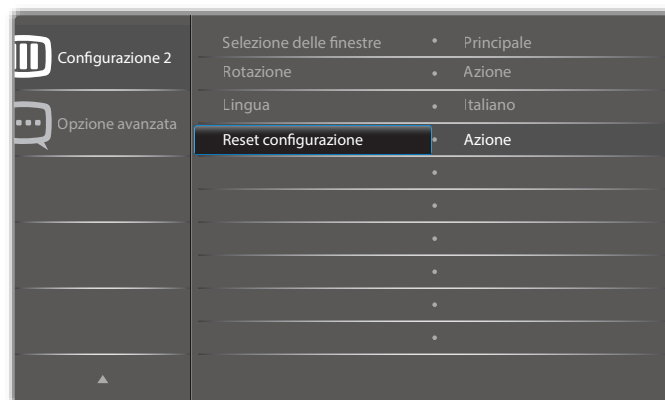 Configurazione 2
Opzione avanzata
Selezione delle finestre • Principale
Rotazione • Azione
Lingua • Italiano
Reset configurazione • Azione